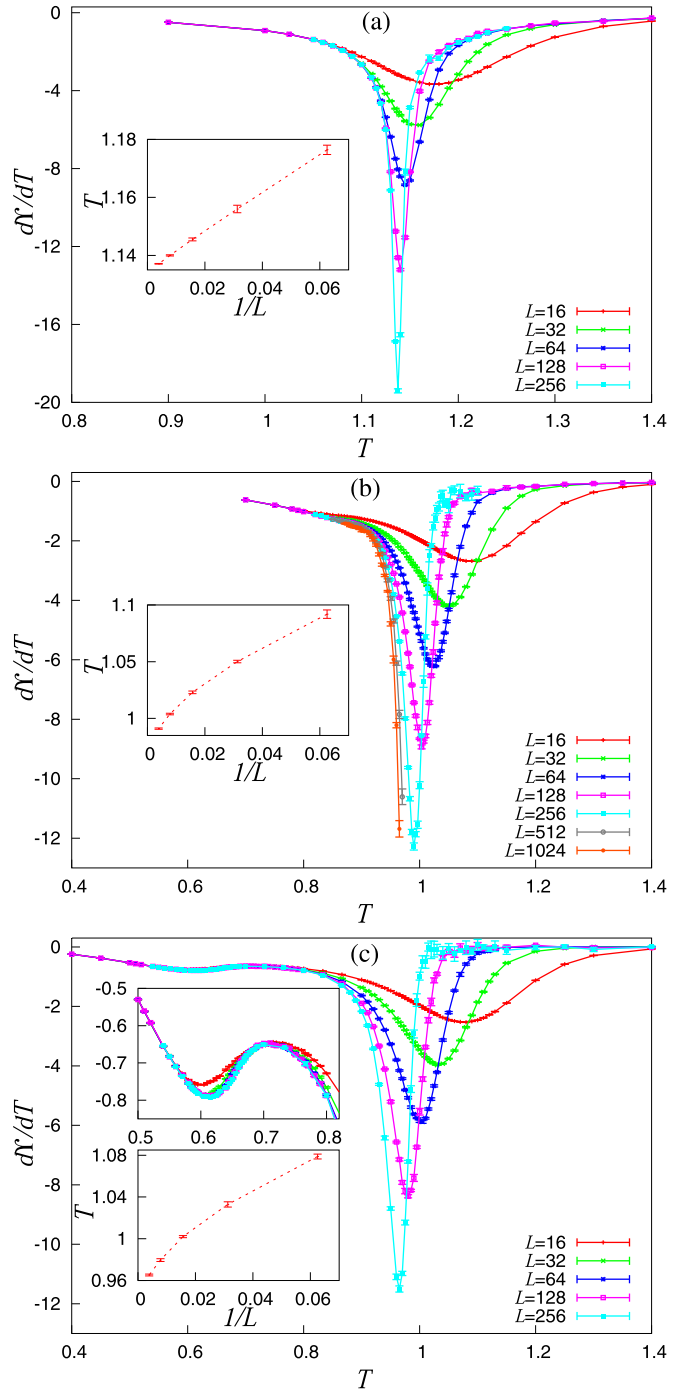 (a)
0
-4
-8
-12
-16
-20
dϒ/dT
0.8 0.9 1 1.1 1.2 1.3 1.4
T
1.18
1.16
1.14
T
0 0.02 0.04 0.06
1/L
L=16
L=32
L=64
L=128
L=256
(b)
0
-2
-4
-6
-8
-10
-12
dϒ/dT
0.4 0.6 0.8 1 1.2 1.4
T
1.1
1.05
1
T
0 0.02 0.04 0.06
1/L
L=16
L=32
L=64
L=128
L=256
L=512
L=1024
(c)
0
-2
-4
-6
-8
-10
-12
dϒ/dT
0.4 0.6 0.8 1 1.2 1.4
T
-0.5
-0.6
-0.7
-0.8
0.5 0.6 0.7 0.8
1.08
1.04
1
0.96
T
0 0.02 0.04 0.06
1/L
L=16
L=32
L=64
L=128
L=256